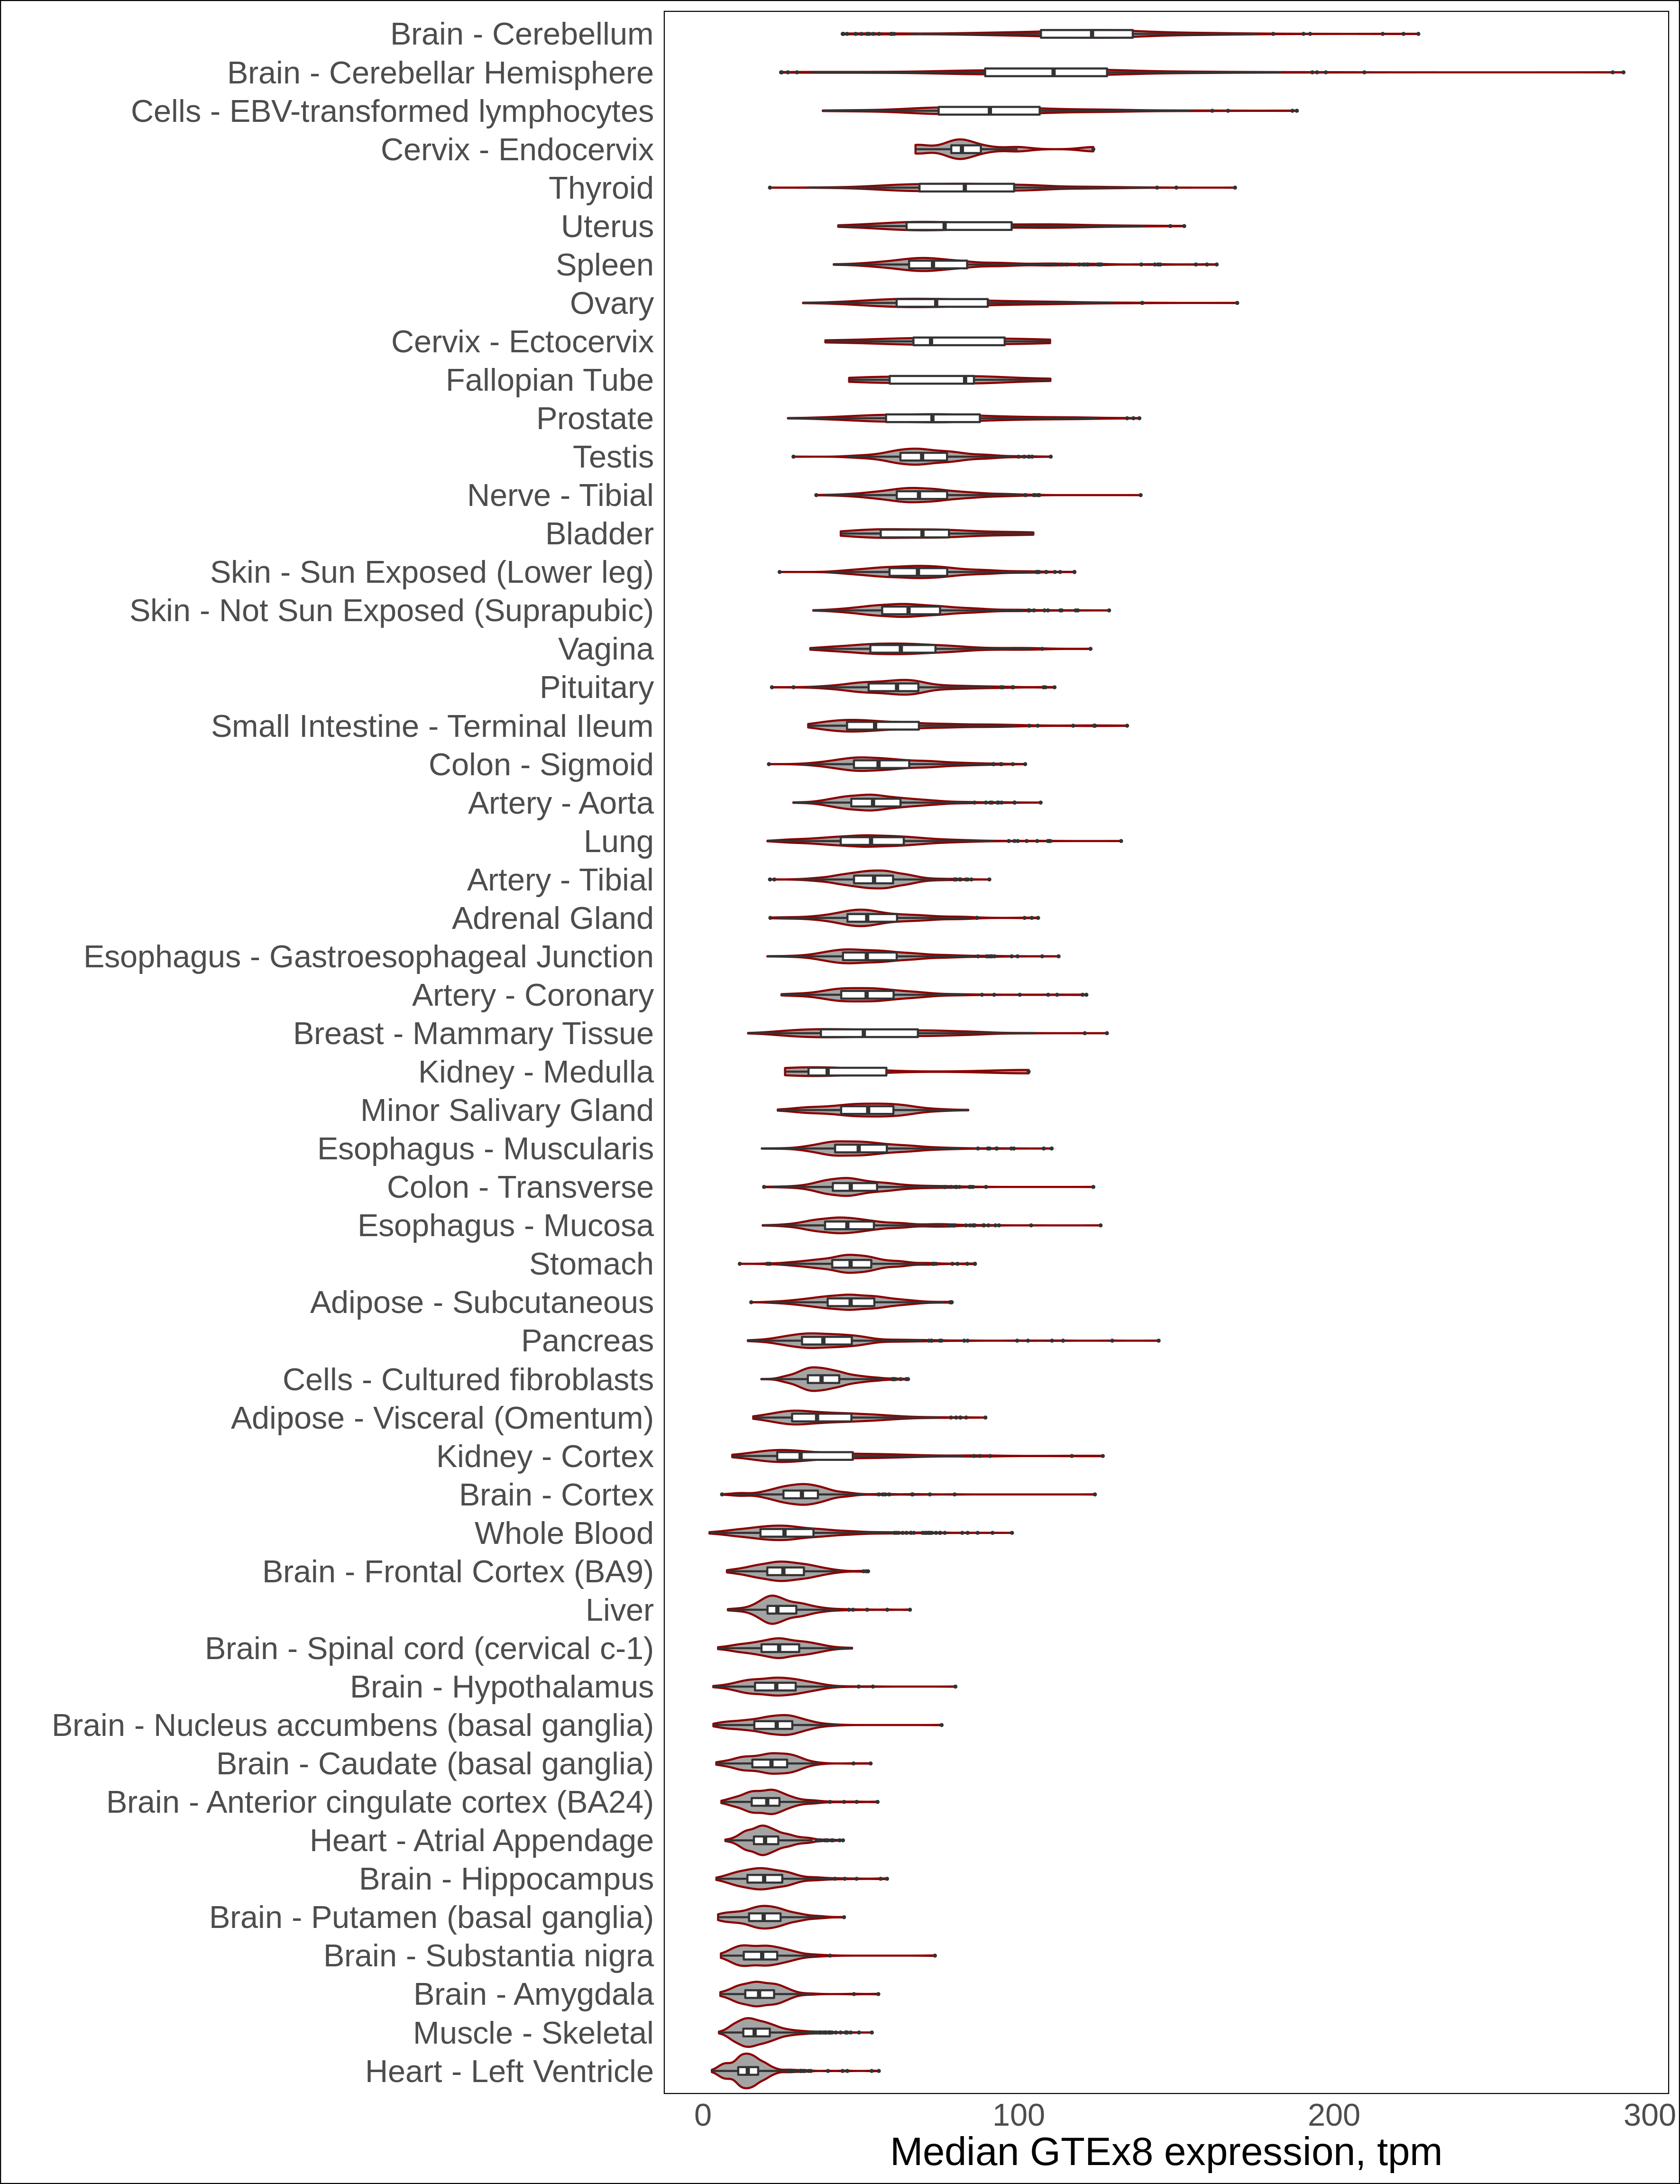 Brain - Cerebellum
Brain - Cerebellar Hemisphere
Cells - EBV-transformed lymphocytes
Cervix - Endocervix
Thyroid
Uterus
Spleen
Ovary
Cervix - Ectocervix
Fallopian Tube
Prostate
Testis
Nerve - Tibial
Bladder
Skin - Sun Exposed (Lower leg)
Skin - Not Sun Exposed (Suprapubic)
Vagina
Pituitary
Small Intestine - Terminal Ileum
Colon - Sigmoid
Artery - Aorta
Lung
Artery - Tibial
Adrenal Gland
Esophagus - Gastroesophageal Junction
Artery - Coronary
Breast - Mammary Tissue
Kidney - Medulla
Minor Salivary Gland
Esophagus - Muscularis
Colon - Transverse
Esophagus - Mucosa
Stomach
Adipose - Subcutaneous
Pancreas
Cells - Cultured fibroblasts
Adipose - Visceral (Omentum)
Kidney - Cortex
Brain - Cortex
Whole Blood
Brain - Frontal Cortex (BA9)
Liver
Brain - Spinal cord (cervical c-1)
Brain - Hypothalamus
Brain - Nucleus accumbens (basal ganglia)
Brain - Caudate (basal ganglia)
Brain - Anterior cingulate cortex (BA24)
Heart - Atrial Appendage
Brain - Hippocampus
Brain - Putamen (basal ganglia)
Brain - Substantia nigra
Brain - Amygdala
Muscle - Skeletal
Heart - Left Ventricle
0 100 200 300
Median GTEx8 expression, tpm